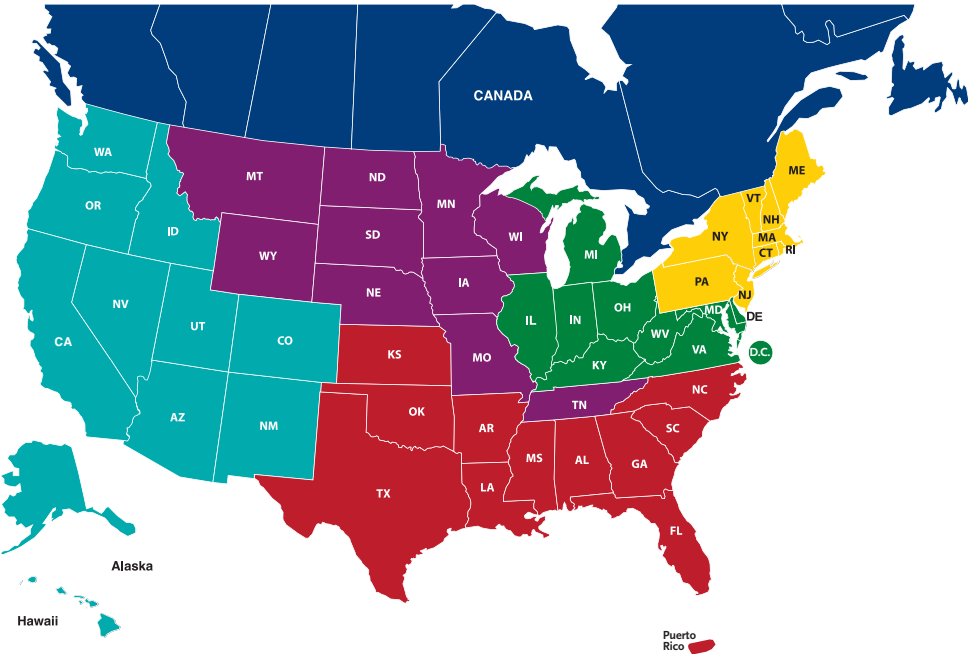 CANADA
WA
MT
ND
MN
ME
OR
ID
SD
WI
VT
NH
NY
MA
RI
CT
MI
WY
NE
IA
PA
NJ
NV
UT
CO
IL
IN
OH
MD
DE
WV
VA
D.C.
CA
KS
MO
KY
NC
AZ
NM
OK
AR
TN
SC
MS
AL
GA
TX
LA
FL
Alaska
Hawaii
Puerto
Rico